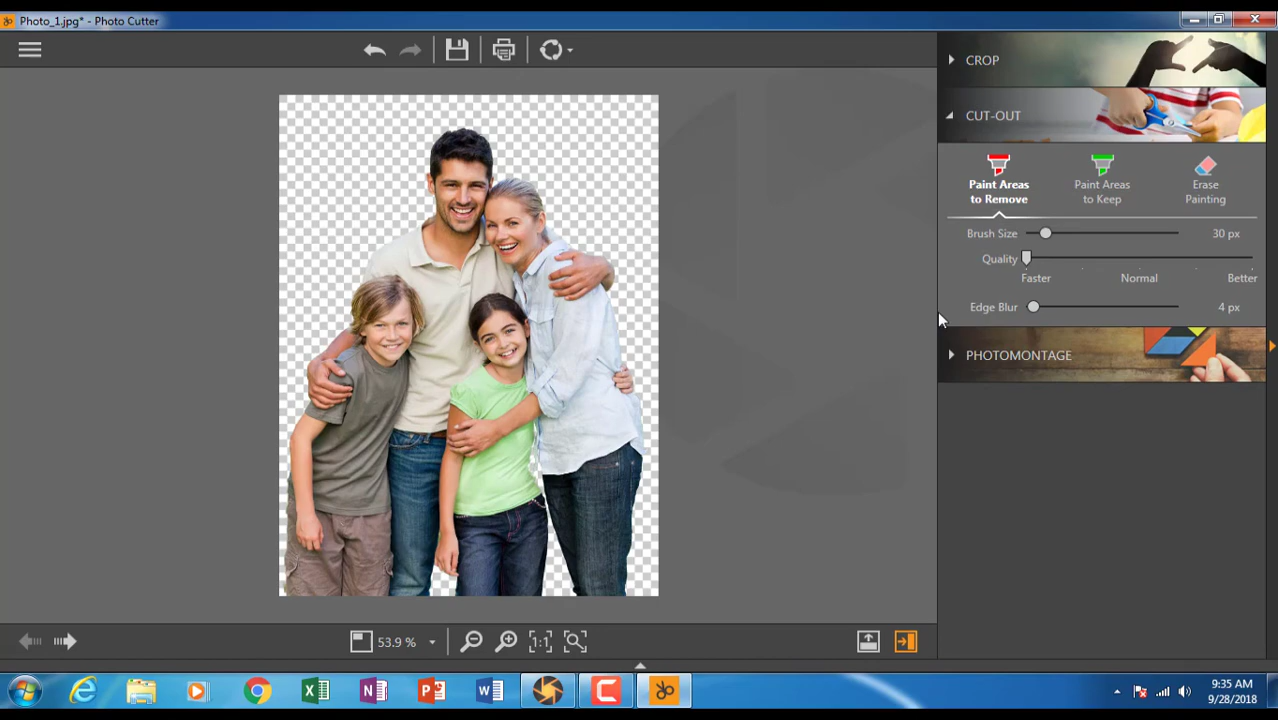 Photo_1.jpg* - Photo Cutter
CROP
CUT-OUT
Paint Areas to Remove
Paint Areas to Keep
Erase Painting
Brush Size 30 px
Quality
Faster Normal Better
Edge Blur 4 px
PHOTOMONTAGE
53.9 %
1:1
9:35 AM
9/28/2018